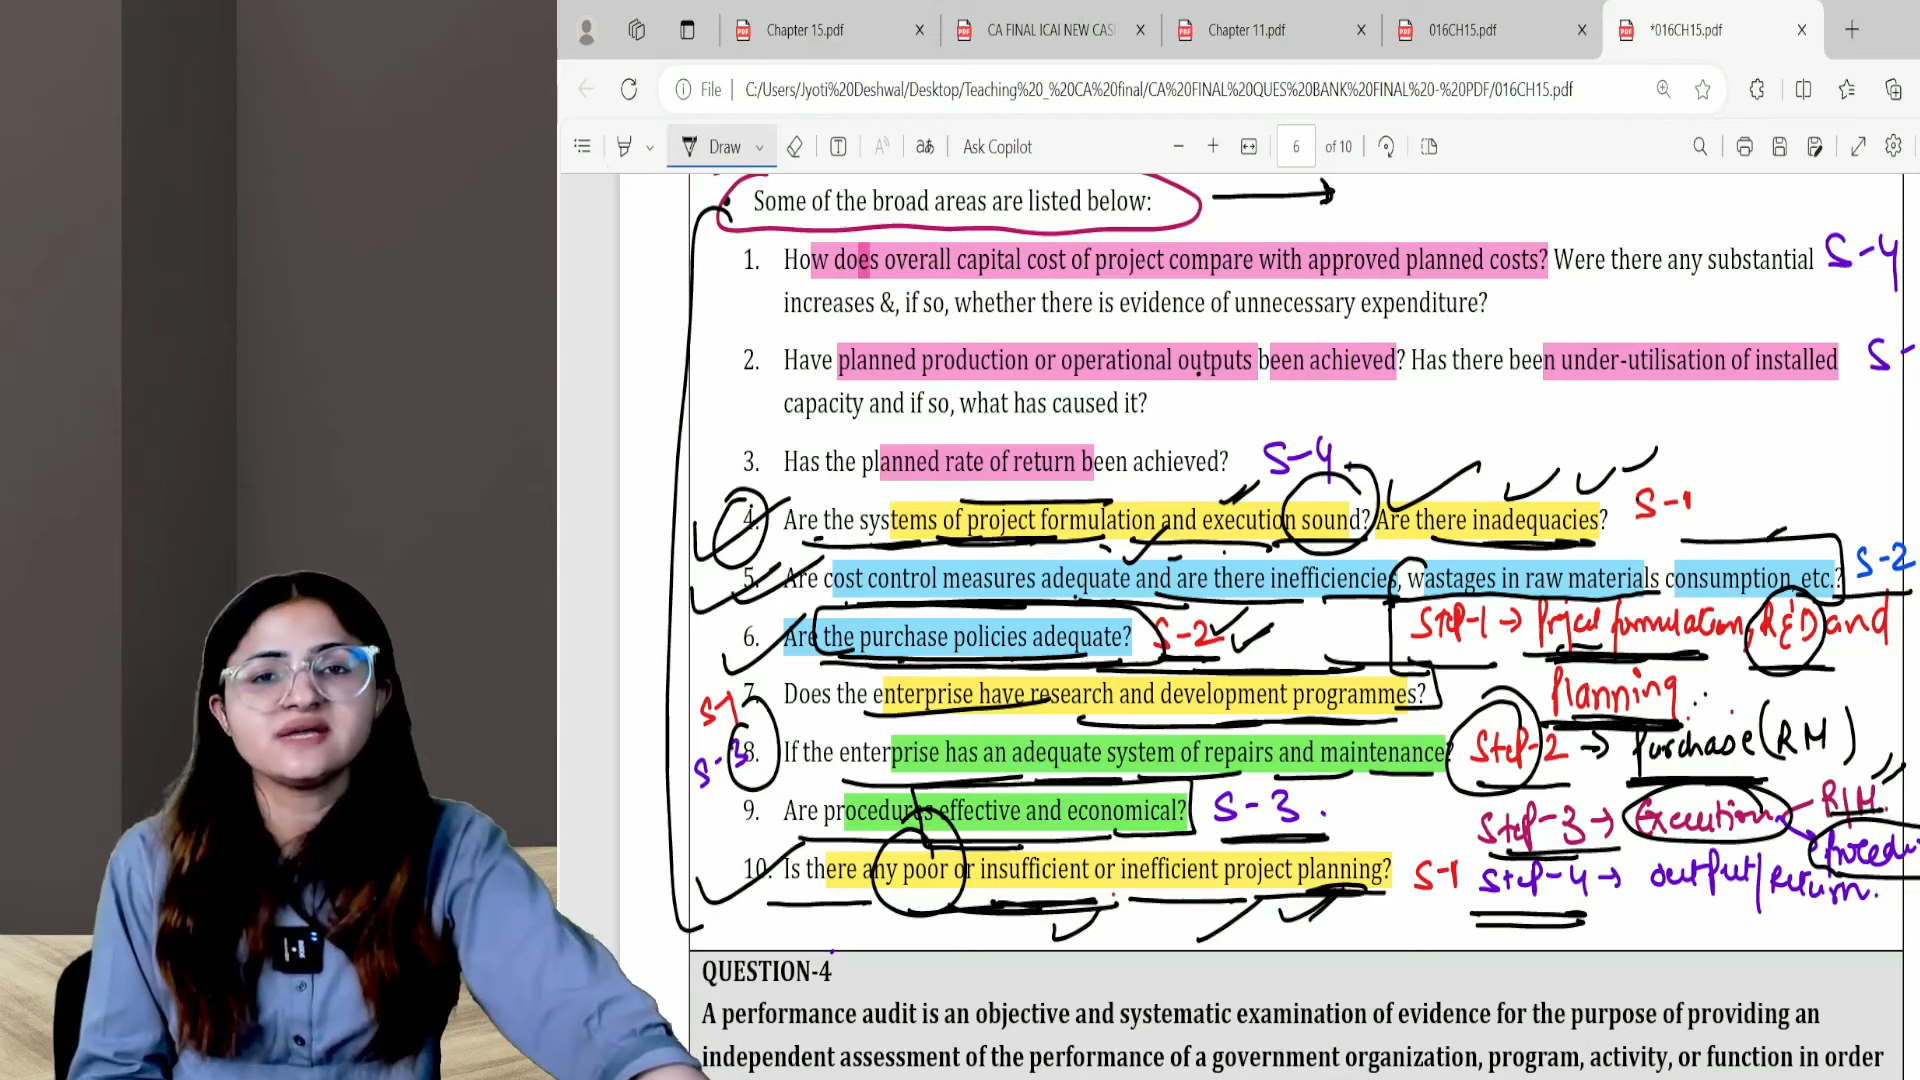 Chapter 15.pdf
CA FINAL ICAI NEW CAS
Chapter 11.pdf
016CH15.pdf
*016CH15.pdf
File
C:/Users/Jyoti%20Deshwal/Desktop/Teaching%20_%20CA%20final/CA%20FINAL%20QUES%20BANK%20FINAL%20-%20PDF/016CH15.pdf
Draw
Ask Copilot
6 of 10
Some of the broad areas are listed below:
1. How does overall capital cost of project compare with approved planned costs? Were there any substantial S-4
increases &, if so, whether there is evidence of unnecessary expenditure?
2. Have planned production or operational outputs been achieved? Has there been under-utilisation of installed S-
capacity and if so, what has caused it?
3. Has the planned rate of return been achieved? S-4
4. Are the systems of project formulation and execution sound? Are there inadequacies? S-1
5. Are cost control measures adequate and are there inefficiencies, wastages in raw materials consumption, etc.? S-2
6. Are the purchase policies adequate? S-2
Step-1 → Project formulation, R&D and
Planning
S-1 7. Does the enterprise have research and development programmes?
S-3 8. If the enterprise has an adequate system of repairs and maintenance?
Step-2 → Purchase (RM)
9. Are procedures effective and economical? S-3
Step-3 → Execution R/M
10. Is there any poor or insufficient or inefficient project planning? S-1
Step-4 → output/Return.
QUESTION-4
A performance audit is an objective and systematic examination of evidence for the purpose of providing an
independent assessment of the performance of a government organization, program, activity, or function in order